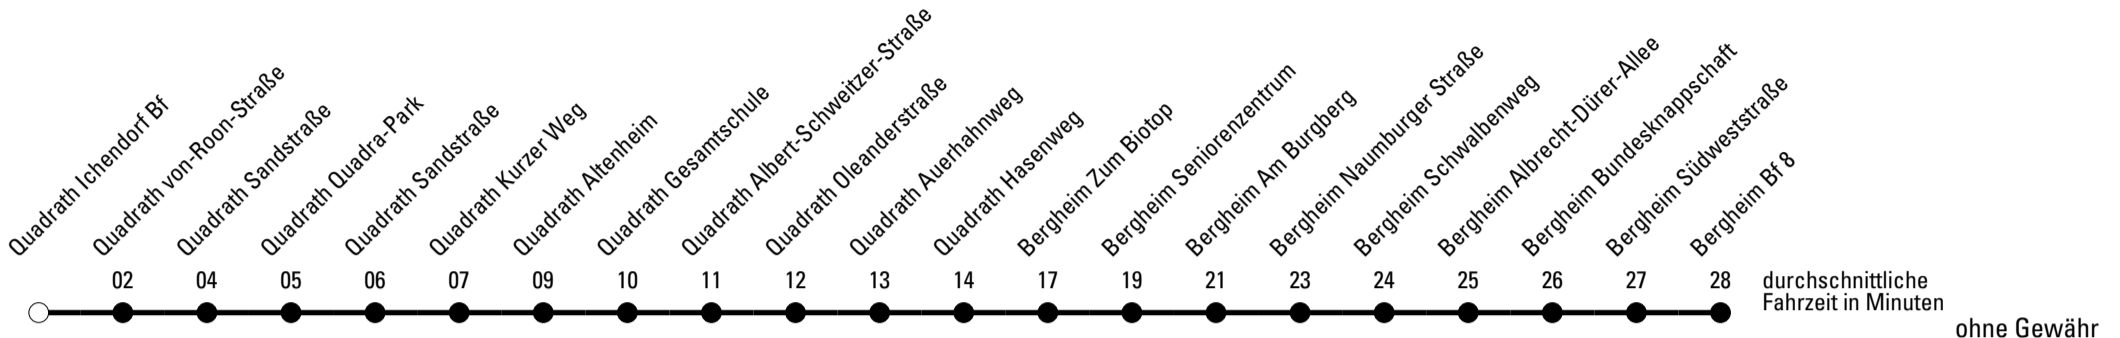 Quadrath Ichendorf Bf
Quadrath von-Roon-Straße
Quadrath Sandstraße
Quadrath Quadra-Park
Quadrath Sandstraße
Quadrath Kurzer Weg
Quadrath Altenheim
Quadrath Gesamtschule
Quadrath Albert-Schweitzer-Straße
Quadrath Oleanderstraße
Quadrath Auerhahnweg
Quadrath Hasenweg
Bergheim Zum Biotop
Bergheim Seniorenzentrum
Bergheim Am Burgberg
Bergheim Naumburger Straße
Bergheim Schwalbenweg
Bergheim Albrecht-Dürer-Allee
Bergheim Bundesknappschaft
Bergheim Südweststraße
Bergheim Bf 8
02 04 05 06 07 09 10 11 12 13 14 17 19 21 23 24 25 26 27 28 durchschnittliche
Fahrzeit in Minuten
ohne Gewähr